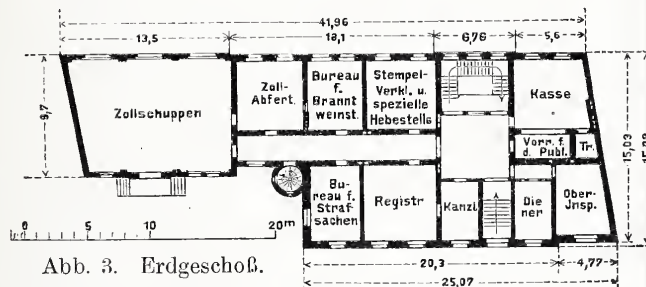 41,96
13,5
18,1
6,76
5,6
9,7
Zollschuppen
Zoll-
Abfert.
Bureau
f.
Brannt
weinst.
Stempel-
Verkl. u.
spezielle
Hebestelle
Kasse
Vorr. f.
d. Publ.
Tr.
15,03
Bu-
reau f.
Straf-
sachen
Registr
Kanzl
Die
ner
Ober-
Jnsp.
0 5 10 20m
20,3
4,77
25,07
Abb. 3. Erdgeschoß.